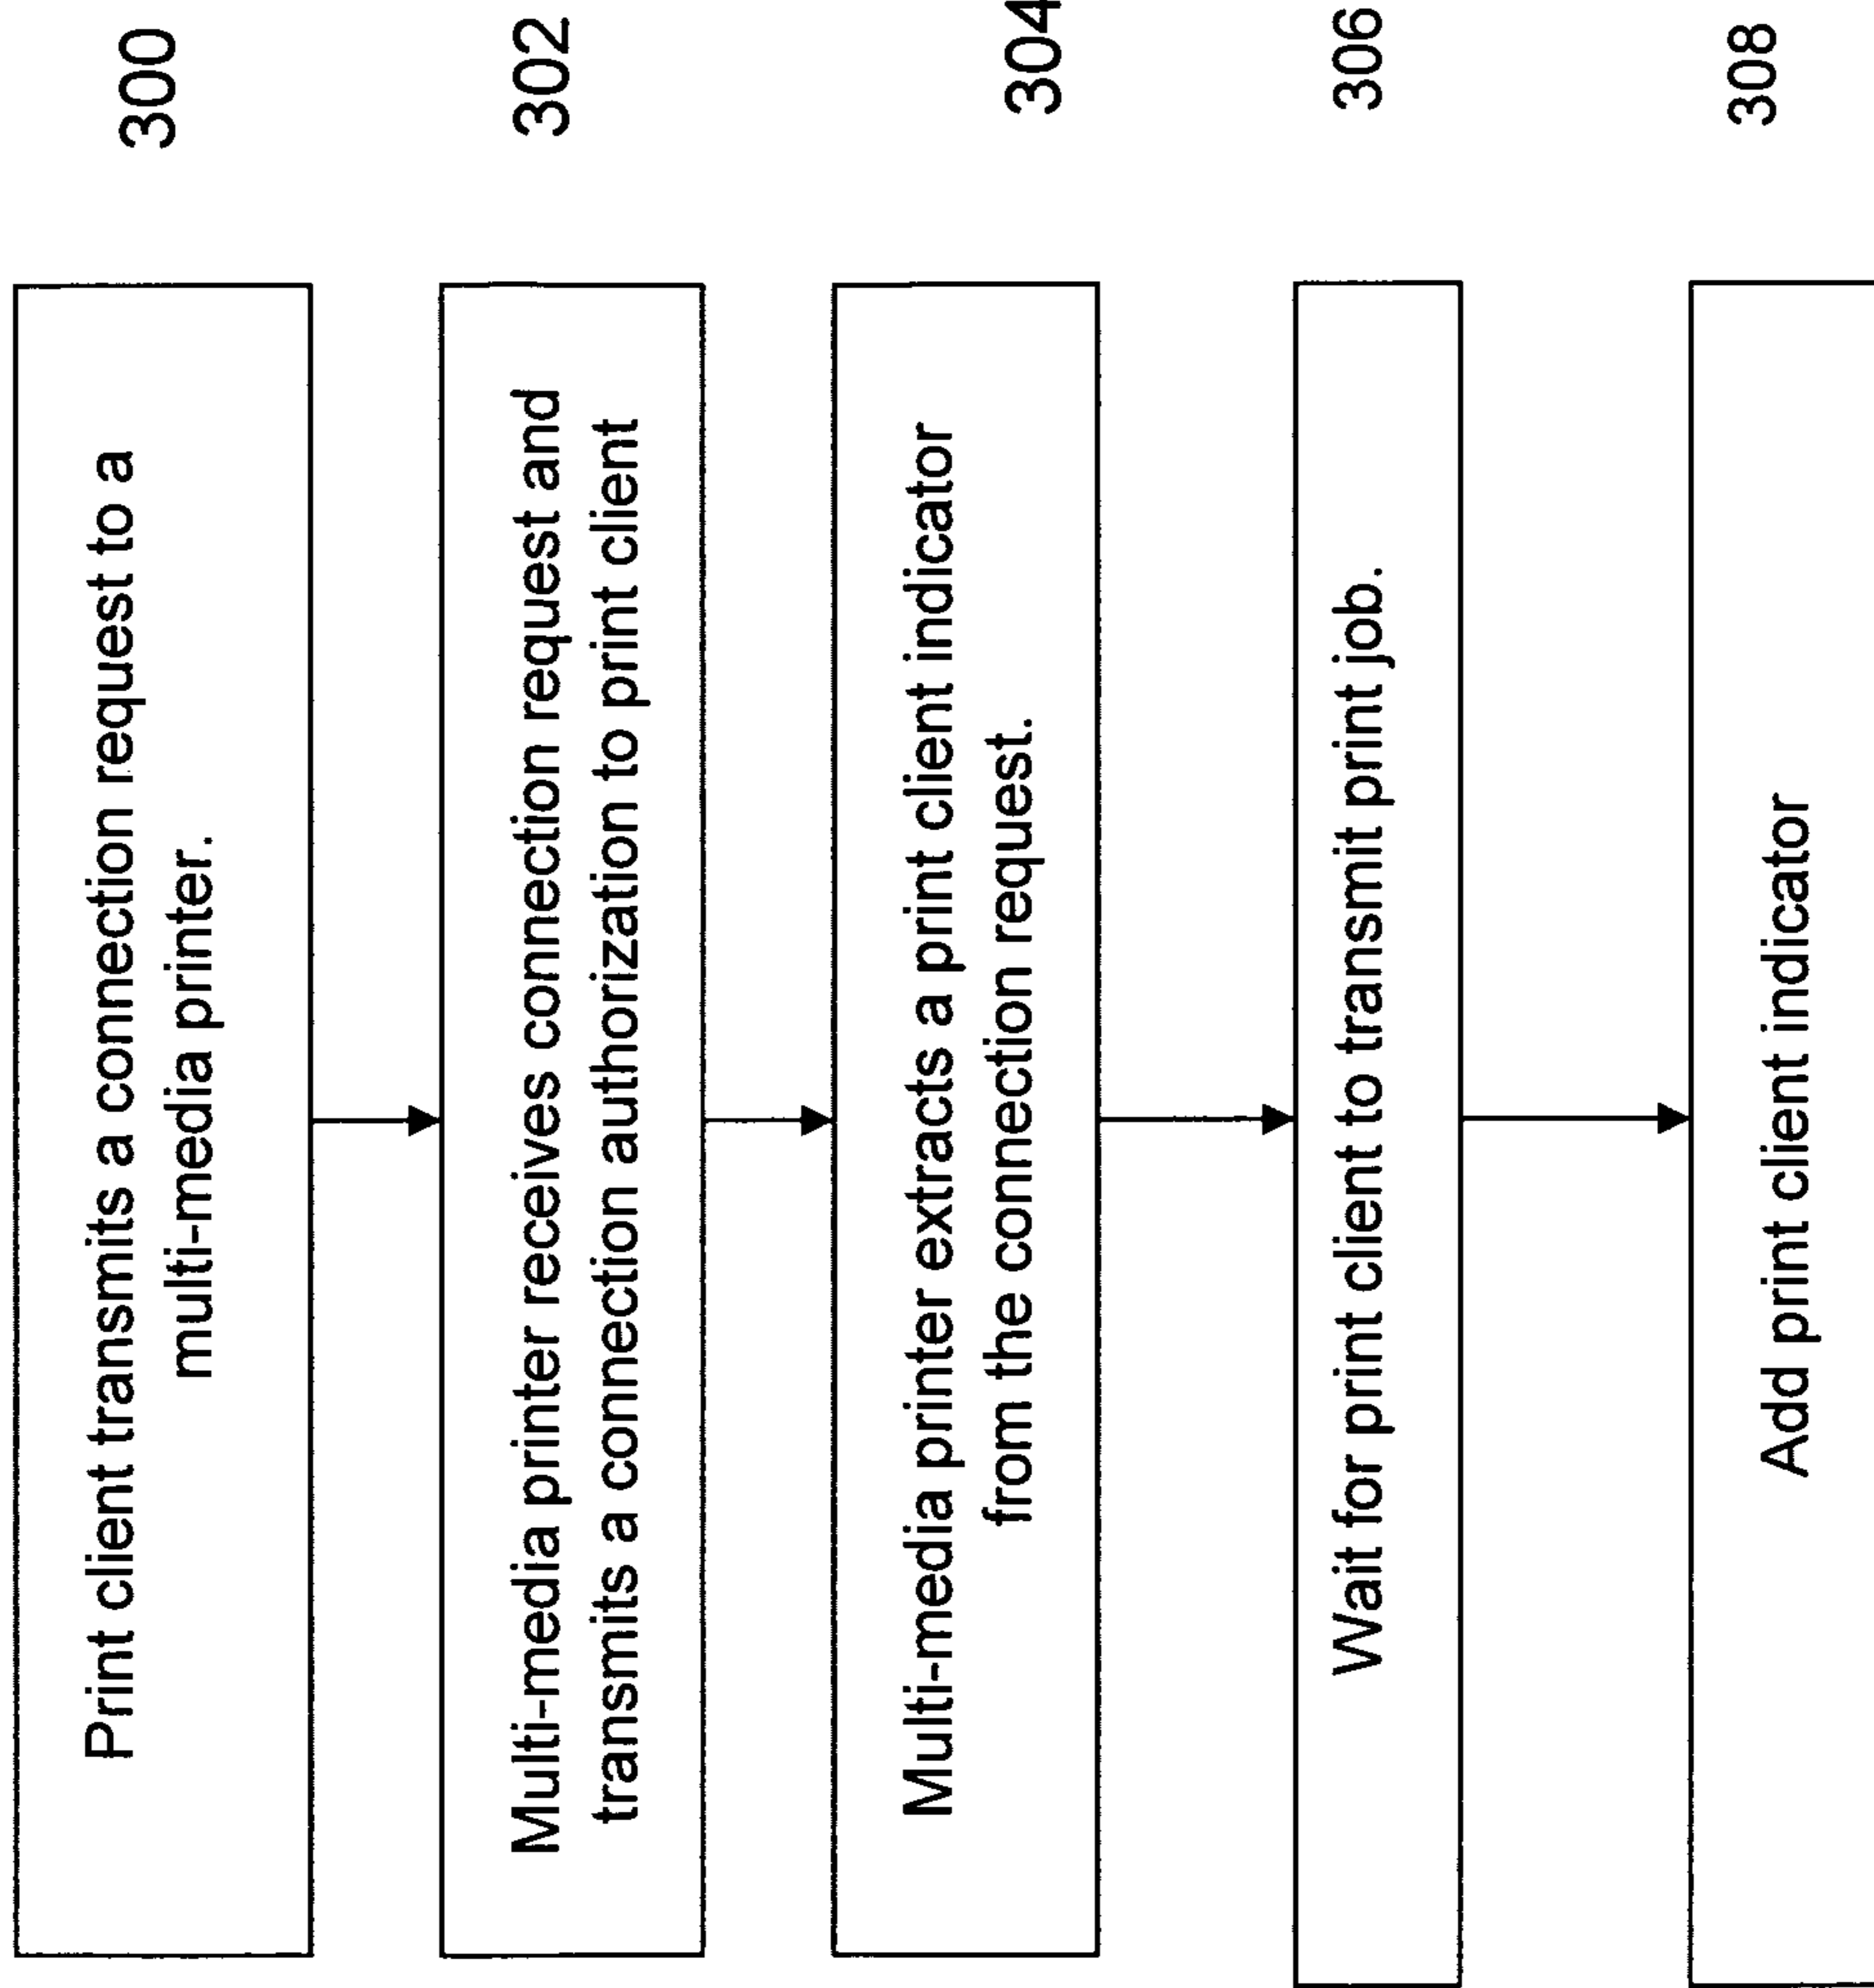 300
Print client transmits a connection request to a
multi-media printer.
302
Multi-media printer receives connection request and
transmits a connection authorization to print client
304
Multi-media printer extracts a print client indicator
from the connection request.
306
Wait for print client to transmit print job.
308
Add print client indicator